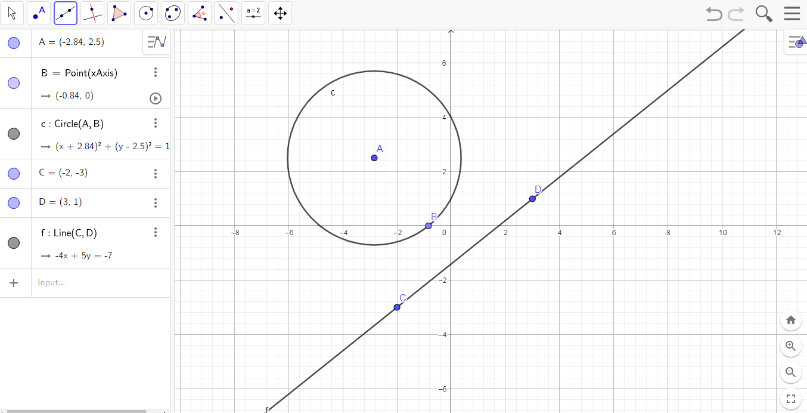 A
a = 2
A = (-2.84, 2.5)
B = Point(xAxis)
→ (-0.84, 0)
c : Circle(A, B)
→ (x + 2.84)² + (y - 2.5)² = 1
C = (-2, -3)
D = (3, 1)
f : Line(C, D)
→ -4x + 5y = -7
+ Input...
6
c
4
A
2
D
B
-8 -6 -4 -2 0 2 4 6 8 10 12
-2
C
-4
-6
f